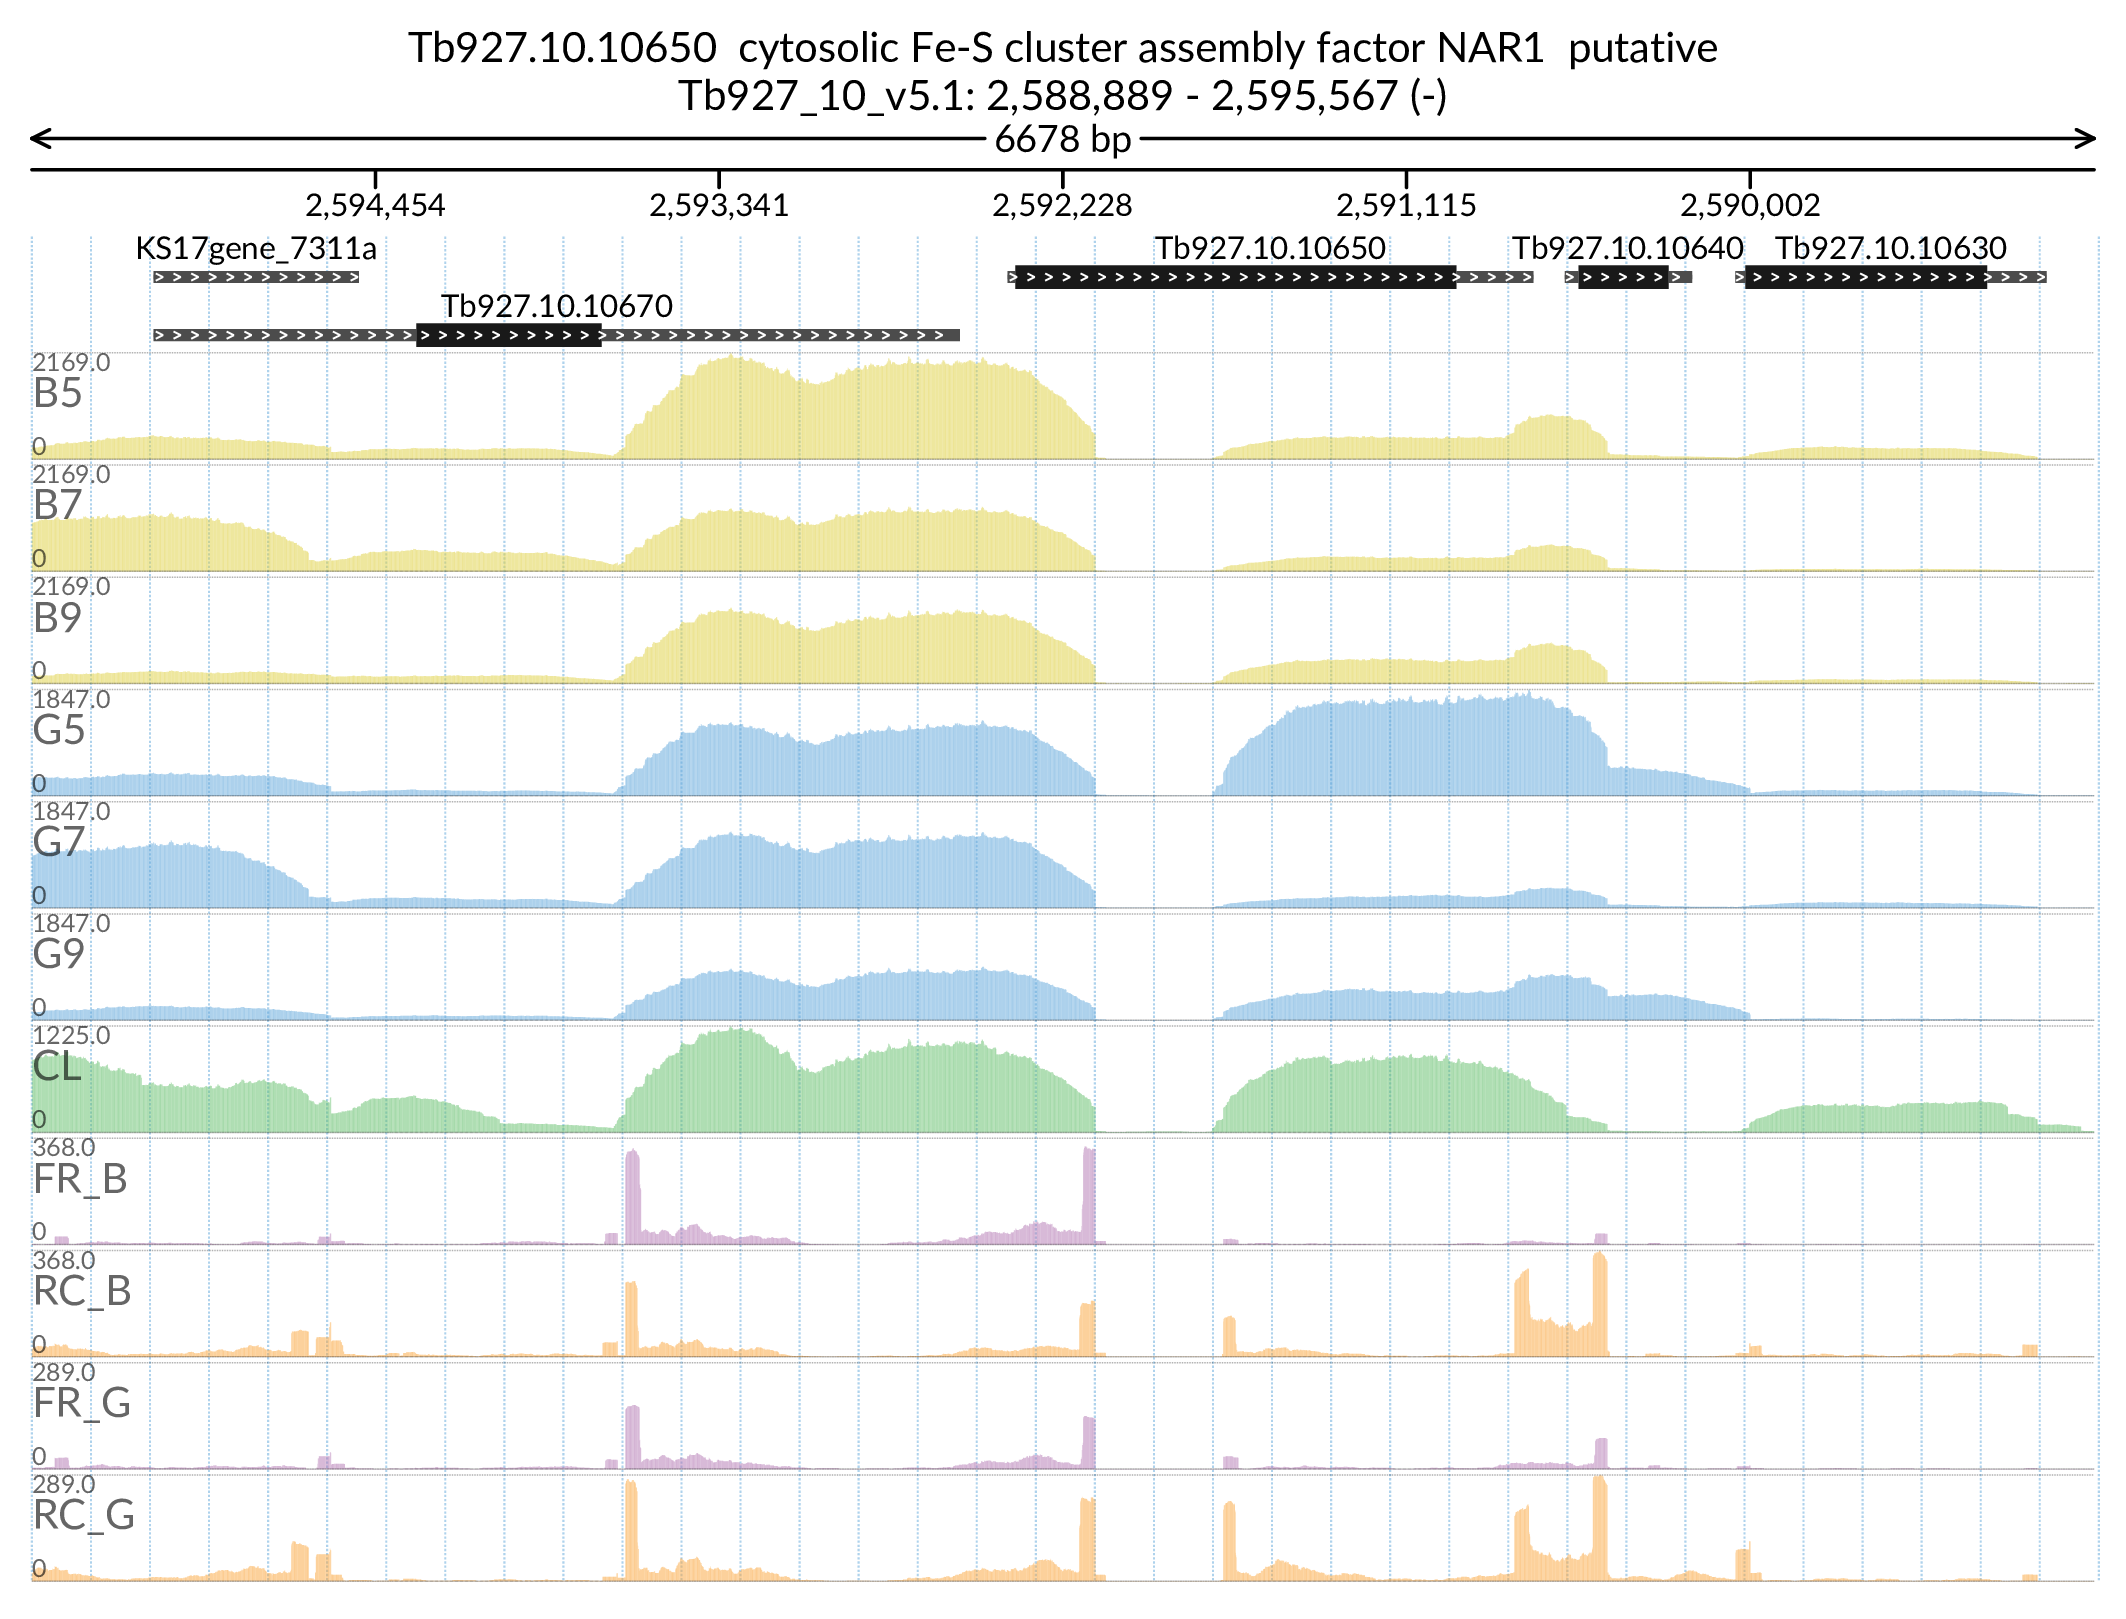 Tb927.10.10650  cytosolic Fe-S cluster assembly factor NAR1  putative
Tb927_10_v5.1: 2,588,889 - 2,595,567 (-)
6678 bp
2,594,454 2,593,341 2,592,228 2,591,115 2,590,002
KS17gene_7311a Tb927.10.10650 Tb927.10.10640 Tb927.10.10630
Tb927.10.10670
2169.0
B5
0
2169.0
B7
0
2169.0
B9
0
1847.0
G5
0
1847.0
G7
0
1847.0
G9
0
1225.0
CL
0
368.0
FR_B
0
368.0
RC_B
0
289.0
FR_G
0
289.0
RC_G
0